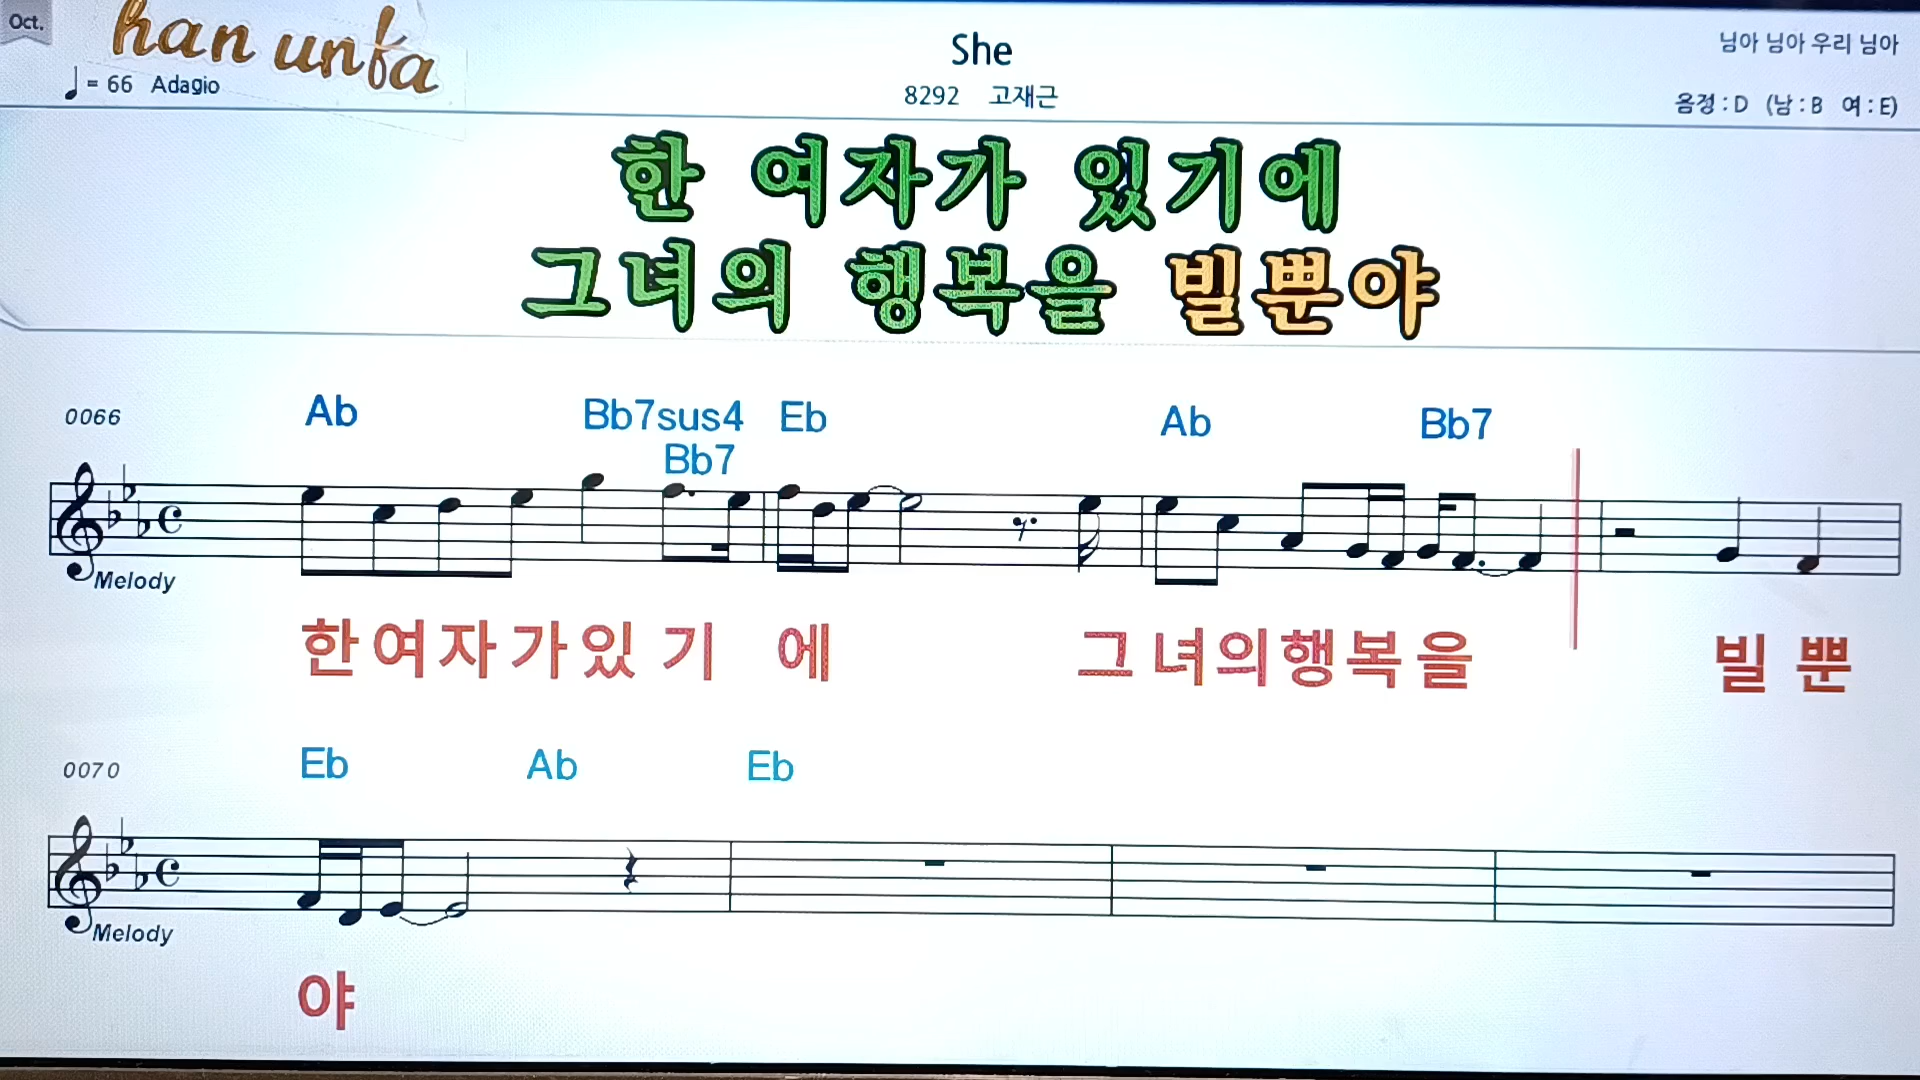 Oct.
han unfa
She
님아 님아 우리 님아
♩ = 66 Adagio
8292 고재근
음정 : D (남 : B 여 : E)
한 여자가 있기에
그녀의 행복을 빌뿐야
0066 Ab Bb7sus4 Eb Ab Bb7
Bb7
Melody
한여자가있 기 에 그녀의행복을 빌 뿐
0070 Eb Ab Eb
Melody
야